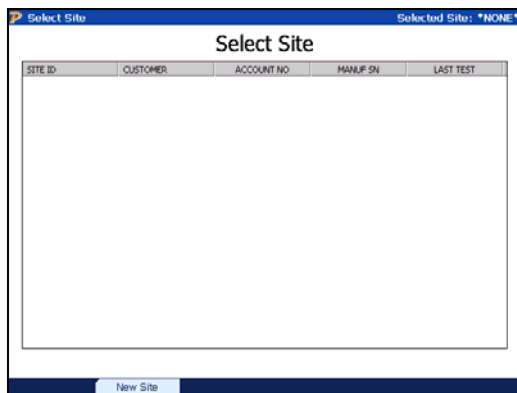 Select Site Selected Site: *NONE*
Select Site
SITE ID CUSTOMER ACCOUNT NO MANUF SN LAST TEST
New Site